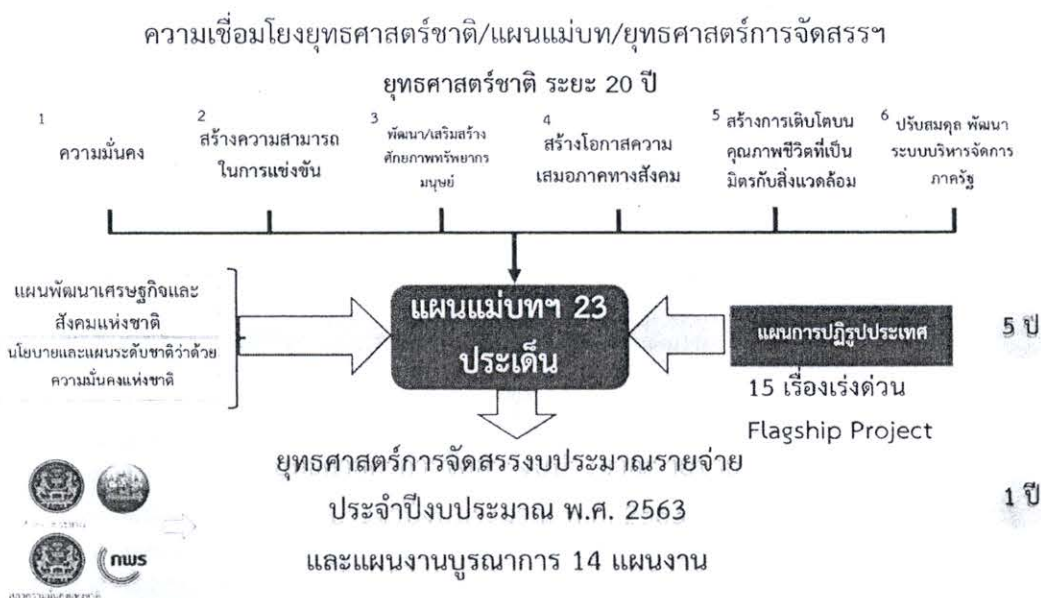 ความเชื่อมโยงยุทธศาสตร์ชาติ/แผนแม่บท/ยุทธศาสตร์การจัดสรรฯ
ยุทธศาสตร์ชาติ ระยะ 20 ปี
1
ความมั่นคง
2
สร้างความสามารถ
ในการแข่งขัน
3 พัฒนา/เสริมสร้าง
ศักยภาพทรัพยากร
มนุษย์
4
สร้างโอกาสความ
เสมอภาคทางสังคม
5 สร้างการเติบโตบน
คุณภาพชีวิตที่เป็น
มิตรกับสิ่งแวดล้อม
6 ปรับสมดุล พัฒนา
ระบบบริหารจัดการ
ภาครัฐ
แผนพัฒนาเศรษฐกิจและ
สังคมแห่งชาติ
นโยบายและแผนระดับชาติว่าด้วย
ความมั่นคงแห่งชาติ
แผนแม่บทฯ 23
ประเด็น
แผนการปฏิรูปประเทศ
5 ปี
15 เรื่องเร่งด่วน
Flagship Project
ยุทธศาสตร์การจัดสรรงบประมาณรายจ่าย
ประจำปีงบประมาณ พ.ศ. 2563
และแผนงานบูรณาการ 14 แผนงาน
1 ปี
กพร